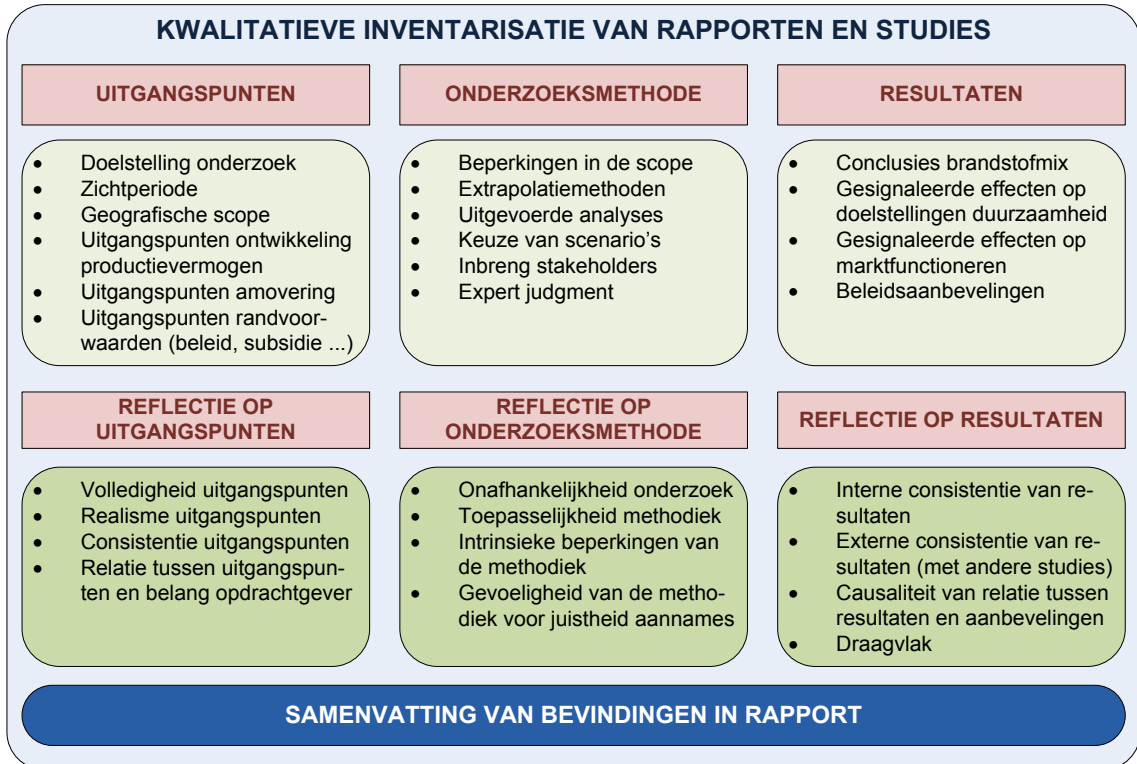 KWALITATIEVE INVENTARISATIE VAN RAPPORTEN EN STUDIES
UITGANGSPUNTEN
• Doelstelling onderzoek
• Zichtperiode
• Geografische scope
• Uitgangspunten ontwikkeling
productievermogen
• Uitgangspunten amovering
• Uitgangspunten randvoor-
waarden (beleid, subsidie ...)
ONDERZOEKSMETHODE
• Beperkingen in de scope
• Extrapolatiemethoden
• Uitgevoerde analyses
• Keuze van scenario’s
• Inbreng stakeholders
• Expert judgment
RESULTATEN
• Conclusies brandstofmix
• Gesignaleerde effecten op
doelstellingen duurzaamheid
• Gesignaleerde effecten op
marktfunctioneren
• Beleidsaanbevelingen
REFLECTIE OP
UITGANGSPUNTEN
• Volledigheid uitgangspunten
• Realisme uitgangspunten
• Consistentie uitgangspunten
• Relatie tussen uitgangspun-
ten en belang opdrachtgever
REFLECTIE OP
ONDERZOEKSMETHODE
• Onafhankelijkheid onderzoek
• Toepasselijkheid methodiek
• Intrinsieke beperkingen van
de methodiek
• Gevoeligheid van de metho-
diek voor juistheid aannames
REFLECTIE OP RESULTATEN
• Interne consistentie van re-
sultaten
• Externe consistentie van re-
sultaten (met andere studies)
• Causaliteit van relatie tussen
resultaten en aanbevelingen
• Draagvlak
SAMENVATTING VAN BEVINDINGEN IN RAPPORT